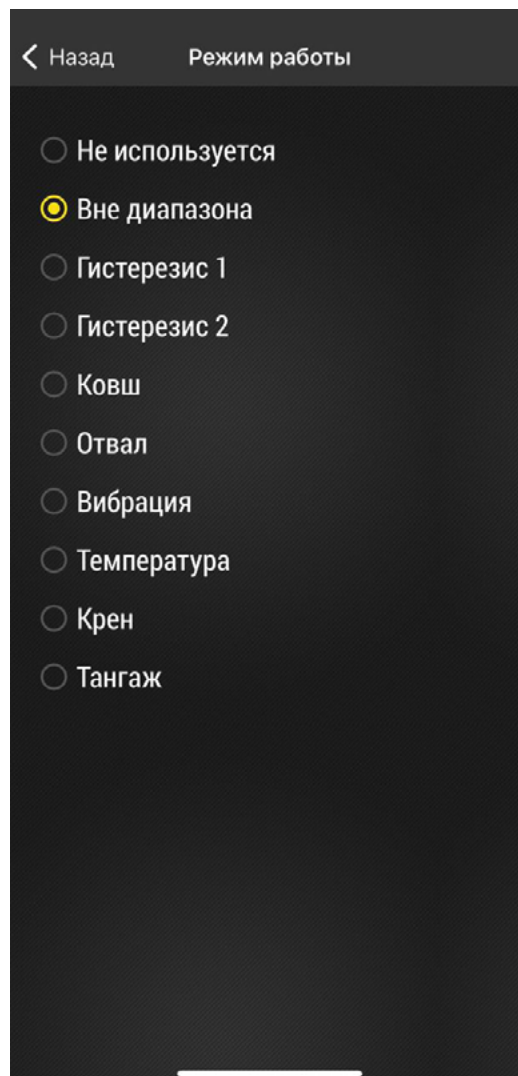 Назад Режим работы
Не используется
Вне диапазона
Гистерезис 1
Гистерезис 2
Ковш
Отвал
Вибрация
Температура
Крен
Тангаж